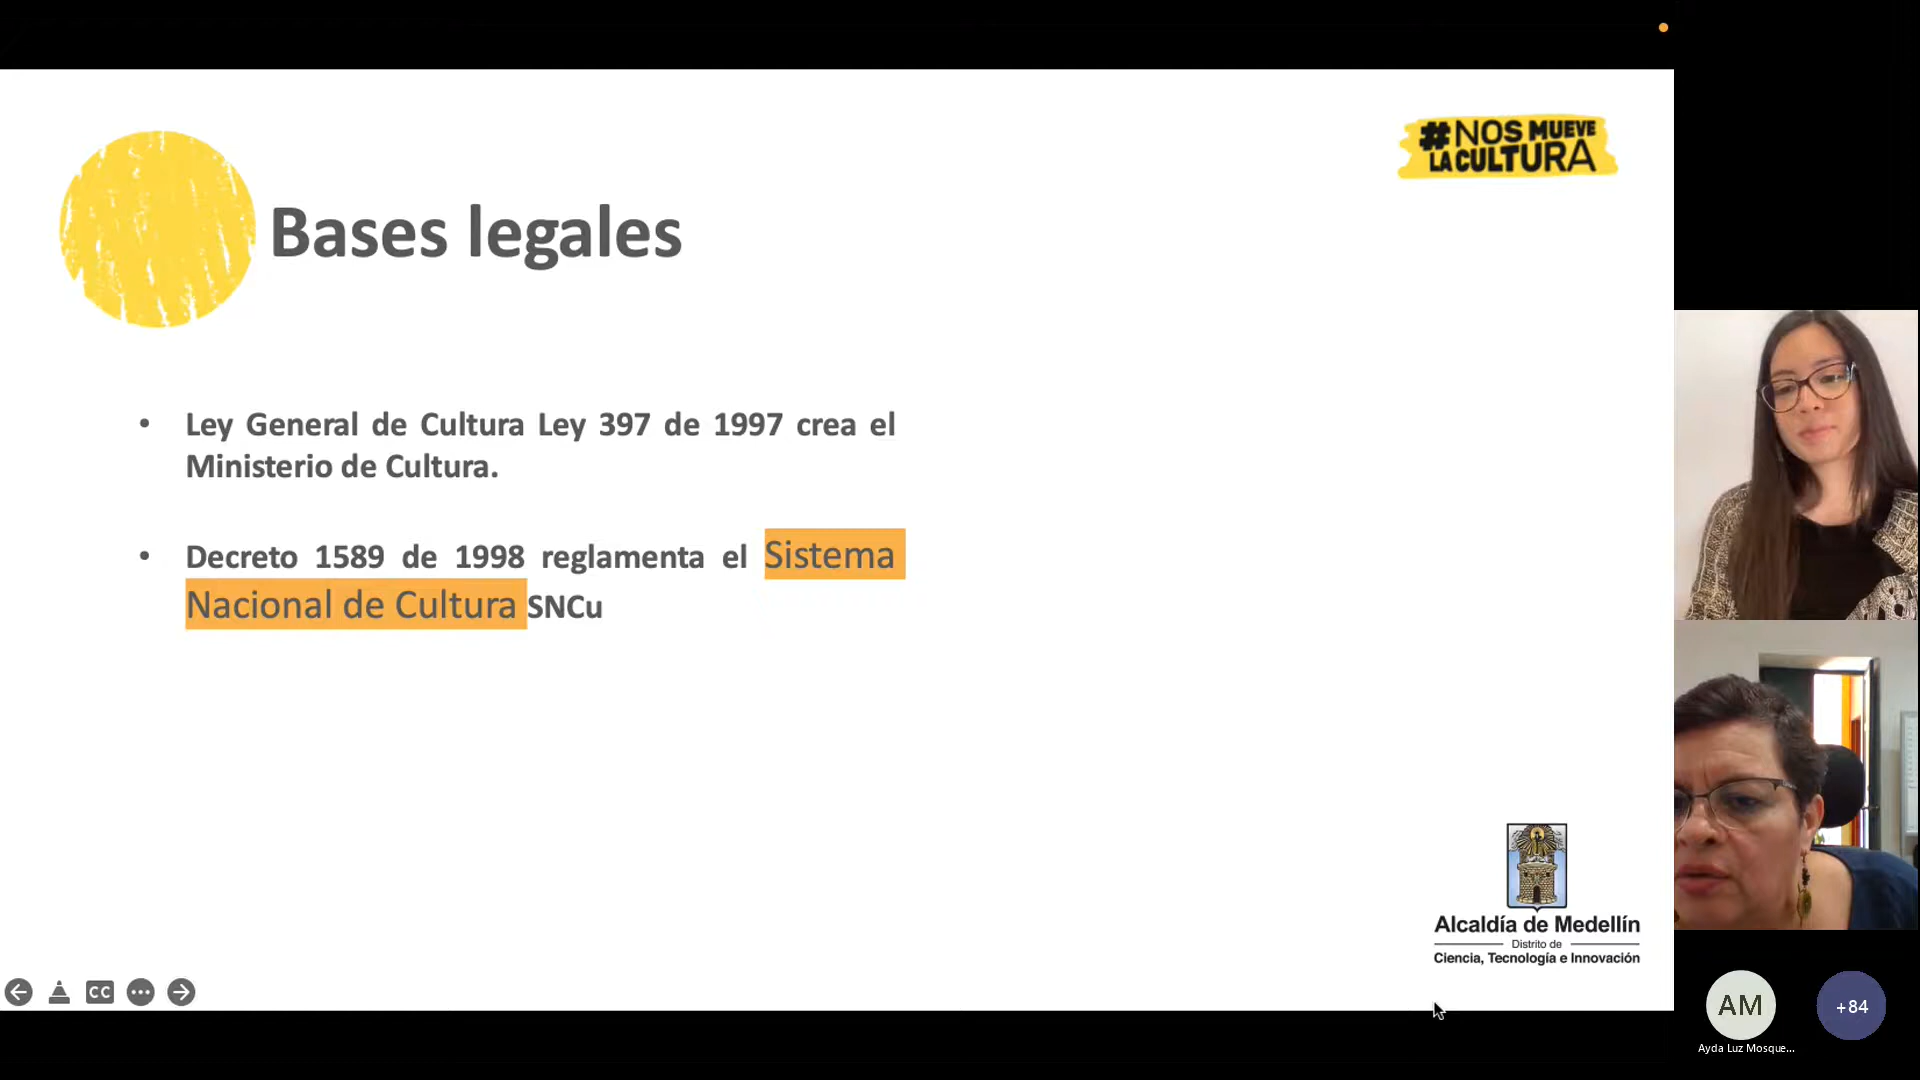 #NOS MUEVE
LA CULTURA
Bases legales
• Ley General de Cultura Ley 397 de 1997 crea el
Ministerio de Cultura.
• Decreto 1589 de 1998 reglamenta el Sistema
Nacional de Cultura SNCu
Alcaldía de Medellín
Distrito de
Ciencia, Tecnología e Innovación
CC
AM
+84
Ayda Luz Mosque...